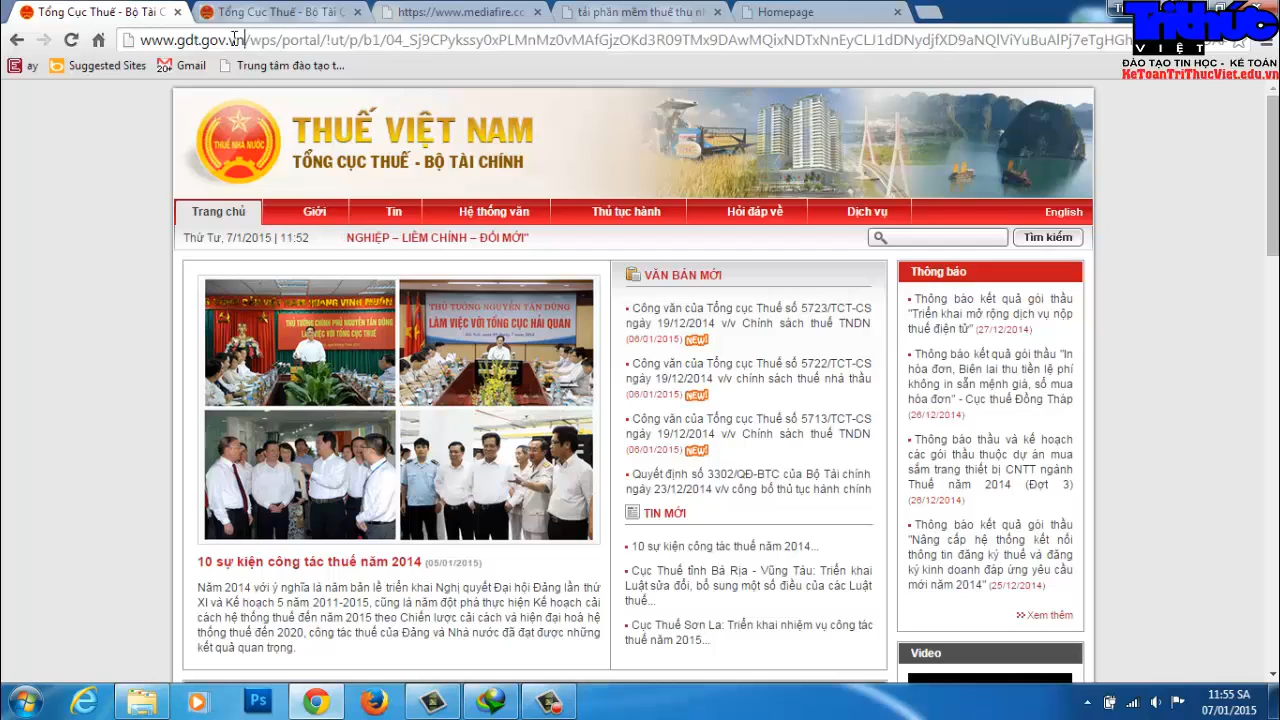 Tổng Cục Thuế - Bộ Tài C
Tổng Cục Thuế - Bộ Tài C
https://www.mediafire.cc
tải phần mềm thuế thu nh
Homepage
Trí Thức
VIỆT
ĐÀO TẠO TIN HỌC - KẾ TOÁN
KeToanTriThucViet.edu.vn
ay
Suggested Sites
20+
Gmail
Trung tâm đào tạo t...
THUẾ NHÀ NƯỚC
THUẾ VIỆT NAM
TỔNG CỤC THUẾ - BỘ TÀI CHÍNH
Trang chủ
Giới
Tin
Hệ thống văn
Thủ tục hành
Hỏi đáp về
Dịch vụ
English
Thứ Tư, 7/1/2015 | 11:52
NGHIỆP – LIÊM CHÍNH – ĐỔI MỚI"
Tìm kiếm
THỦ TƯỚNG CHÍNH PHỦ NGUYỄN TẤN DŨNG
LÀM VIỆC VỚI TỔNG CỤC THUẾ
THỦ TƯỚNG NGUYỄN TẤN DŨNG
LÀM VIỆC VỚI TỔNG CỤC HẢI QUAN
10 sự kiện công tác thuế năm 2014 (05/01/2015)
Năm 2014 với ý nghĩa là năm bản lề triển khai Nghị quyết Đại hội Đảng lần thứ
XI và Kế hoạch 5 năm 2011-2015, cũng là năm đột phá thực hiện Kế hoạch cải
cách hệ thống thuế đến năm 2015 theo Chiến lược cải cách và hiện đại hoá hệ
thống thuế đến 2020, công tác thuế của Đảng và Nhà nước đã đạt được những
kết quả quan trọng.
VĂN BẢN MỚI
Công văn của Tổng cục Thuế số 5723/TCT-CS
ngày 19/12/2014 v/v Chính sách thuế TNDN
(06/01/2015) NEW!
Công văn của Tổng cục Thuế số 5722/TCT-CS
ngày 19/12/2014 v/v chính sách thuế nhà thầu
(06/01/2015) NEW!
Công văn của Tổng cục Thuế số 5713/TCT-CS
ngày 19/12/2014 v/v Chính sách thuế TNDN
(06/01/2015) NEW!
Quyết định số 3302/QĐ-BTC của Bộ Tài chính
ngày 23/12/2014 v/v công bố thủ tục hành chính
TIN MỚI
10 sự kiện công tác thuế năm 2014...
Cục Thuế tỉnh Bà Rịa - Vũng Tàu: Triển khai
Luật sửa đổi, bổ sung một số điều của các Luật
thuế...
Cục Thuế Sơn La: Triển khai nhiệm vụ công tác
thuế năm 2015...
Thông báo
Thông báo kết quả gói thầu
"Triển khai mở rộng dịch vụ nộp
thuế điện tử" (27/12/2014)
Thông báo kết quả gói thầu "In
hóa đơn, Biên lai thu tiền lệ phí
không in sẵn mệnh giá, sổ mua
hóa đơn" - Cục thuế Đồng Tháp
(26/12/2014)
Thông báo thầu và kế hoạch
các gói thầu thuộc dự án mua
sắm trang thiết bị CNTT ngành
Thuế năm 2014 (Đợt 3)
(26/12/2014)
Thông báo kết quả gói thầu
"Nâng cấp hệ thống kết nối
thông tin đăng ký thuế và đăng
ký kinh doanh đáp ứng yêu cầu
mới năm 2014" (25/12/2014)
Xem thêm
Video
Ps
11:55 SA
07/01/2015